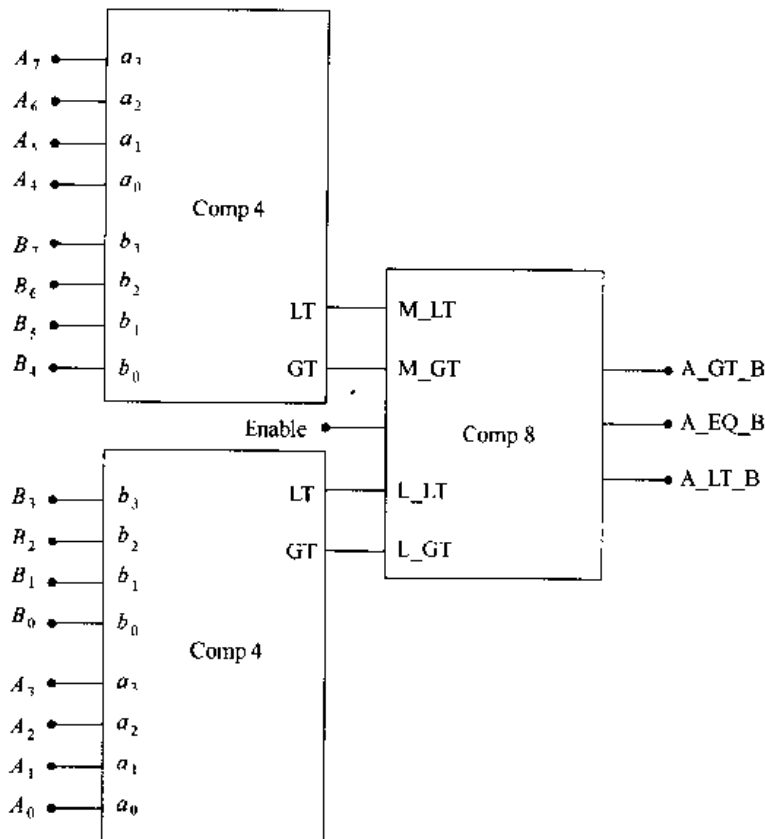 A₇ a₃
A₆ a₂
A₅ a₁
A₄ a₀
Comp 4
B₇ b₃
B₆ b₂
LT M_LT
B₅ b₁
B₄ b₀ GT M_GT A_GT_B
Enable Comp 8 A_EQ_B
B₃ b₃ LT L_LT A_LT_B
B₂ b₂
GT L_GT
B₁ b₁
B₀ b₀
Comp 4
A₃ a₃
A₂ a₂
A₁ a₁
A₀ a₀